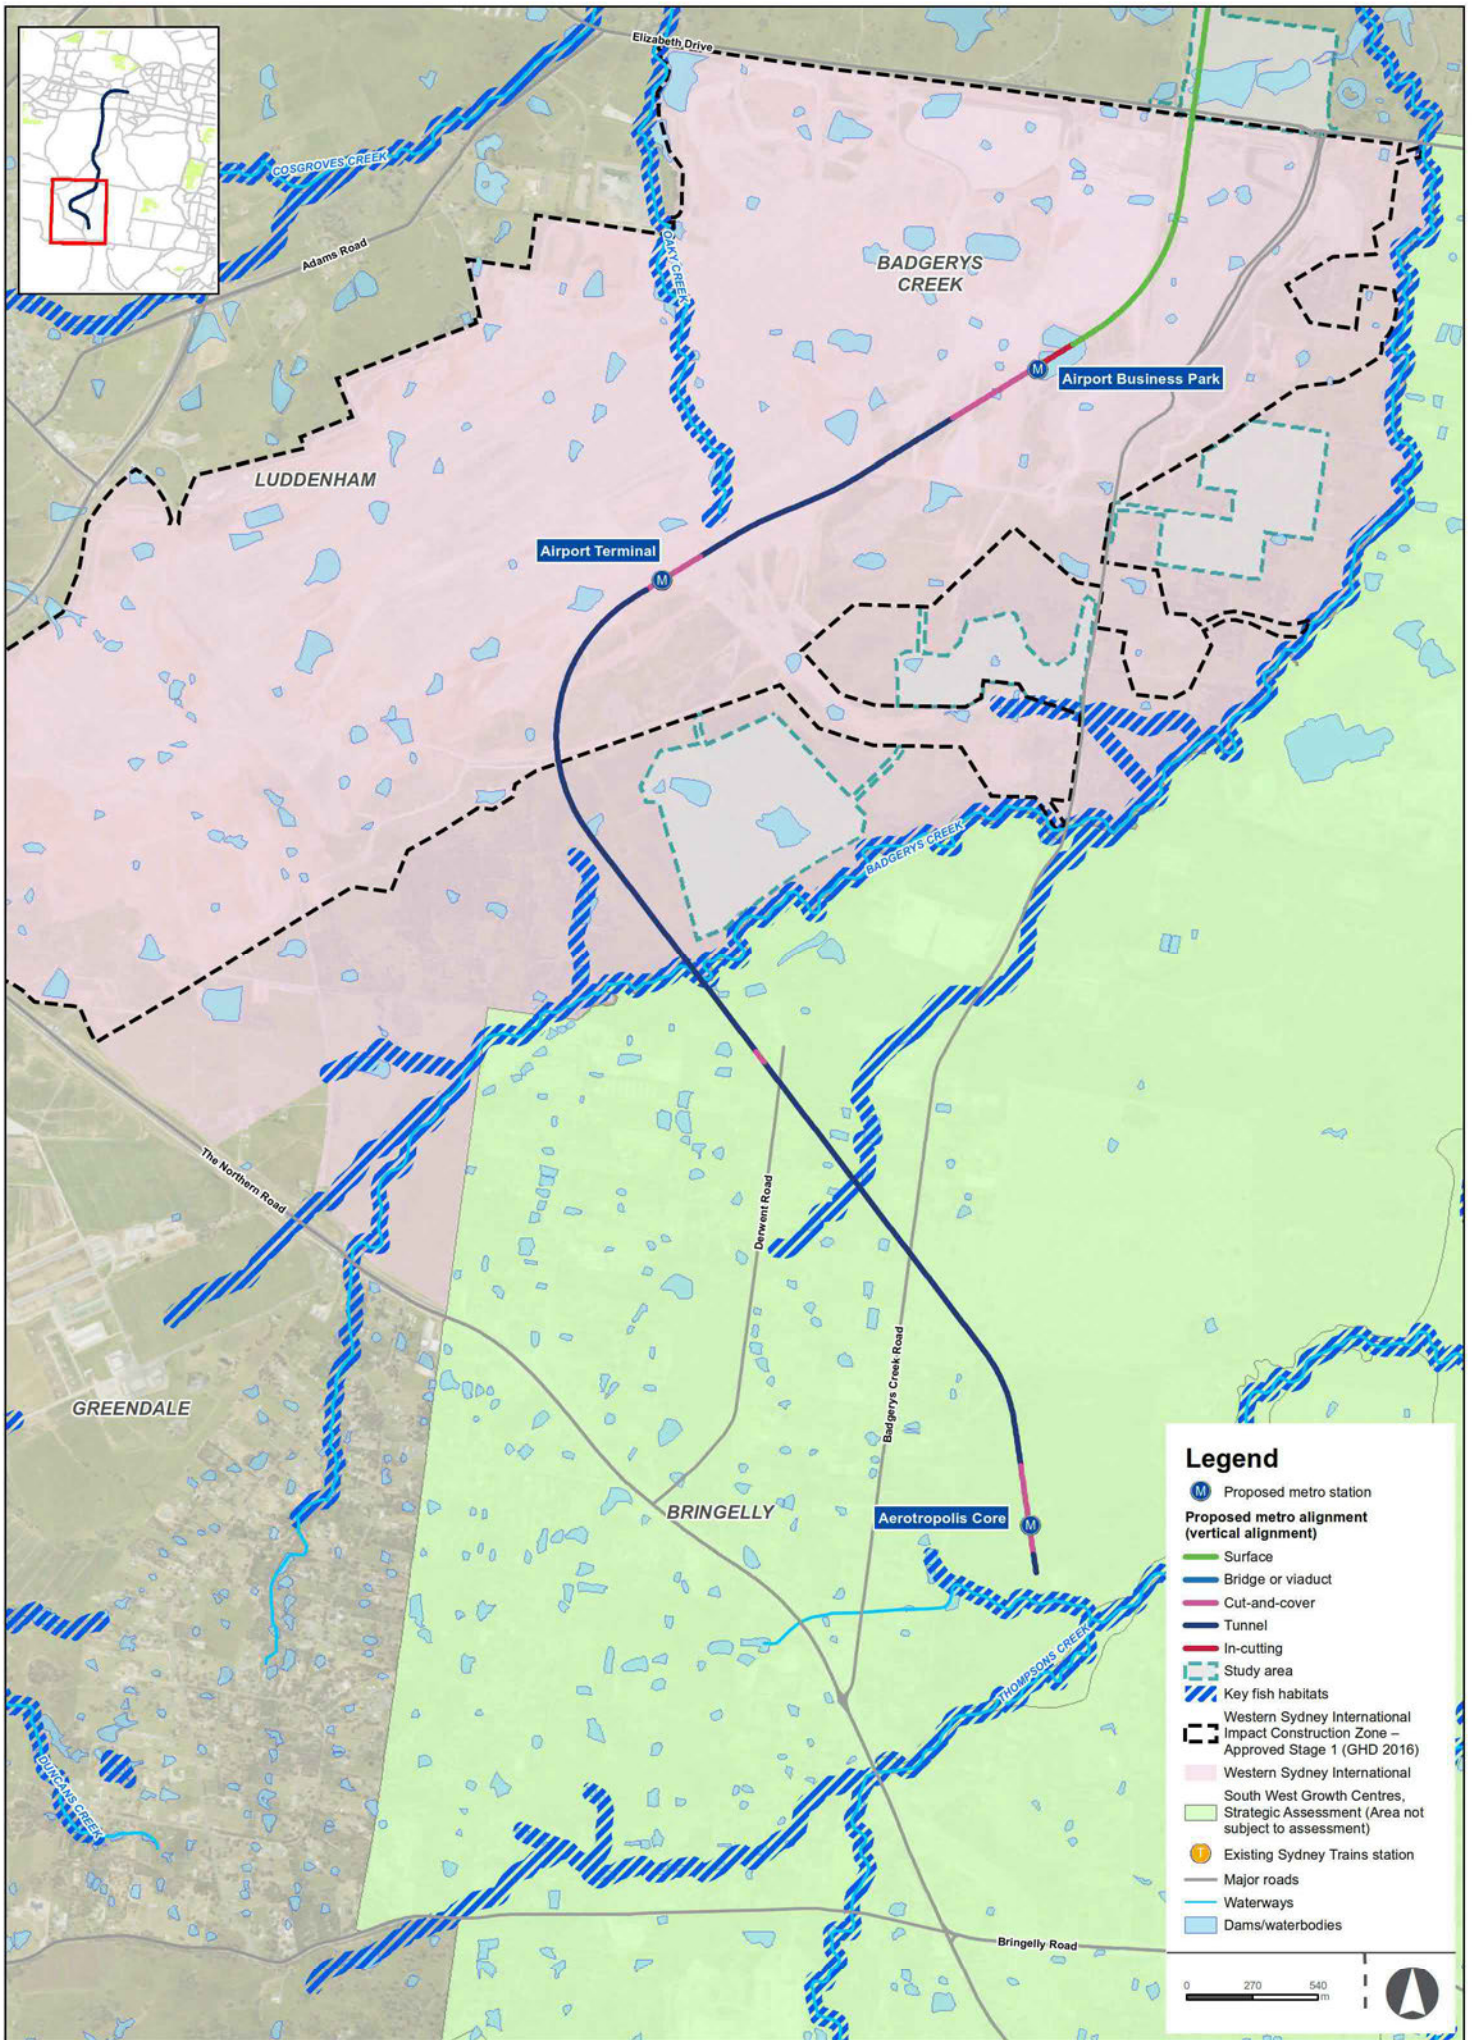 Elizabeth Drive
COSGROVES CREEK
Adams Road
OAKY CREEK
BADGERYS
CREEK
M
Airport Business Park
LUDDENHAM
Airport Terminal
M
BADGERYS CREEK
The Northern Road
Derwent Road
Badgerys Creek Road
GREENDALE
BRINGELLY
Aerotropolis Core
M
THOMPSONS CREEK
DUNCANS CREEK
Bringelly Road
Legend
M Proposed metro station
Proposed metro alignment
(vertical alignment)
Surface
Bridge or viaduct
Cut-and-cover
Tunnel
In-cutting
Study area
Key fish habitats
Western Sydney International
Impact Construction Zone –
Approved Stage 1 (GHD 2016)
Western Sydney International
South West Growth Centres,
Strategic Assessment (Area not
subject to assessment)
T Existing Sydney Trains station
Major roads
Waterways
Dams/waterbodies
0 270 540
m